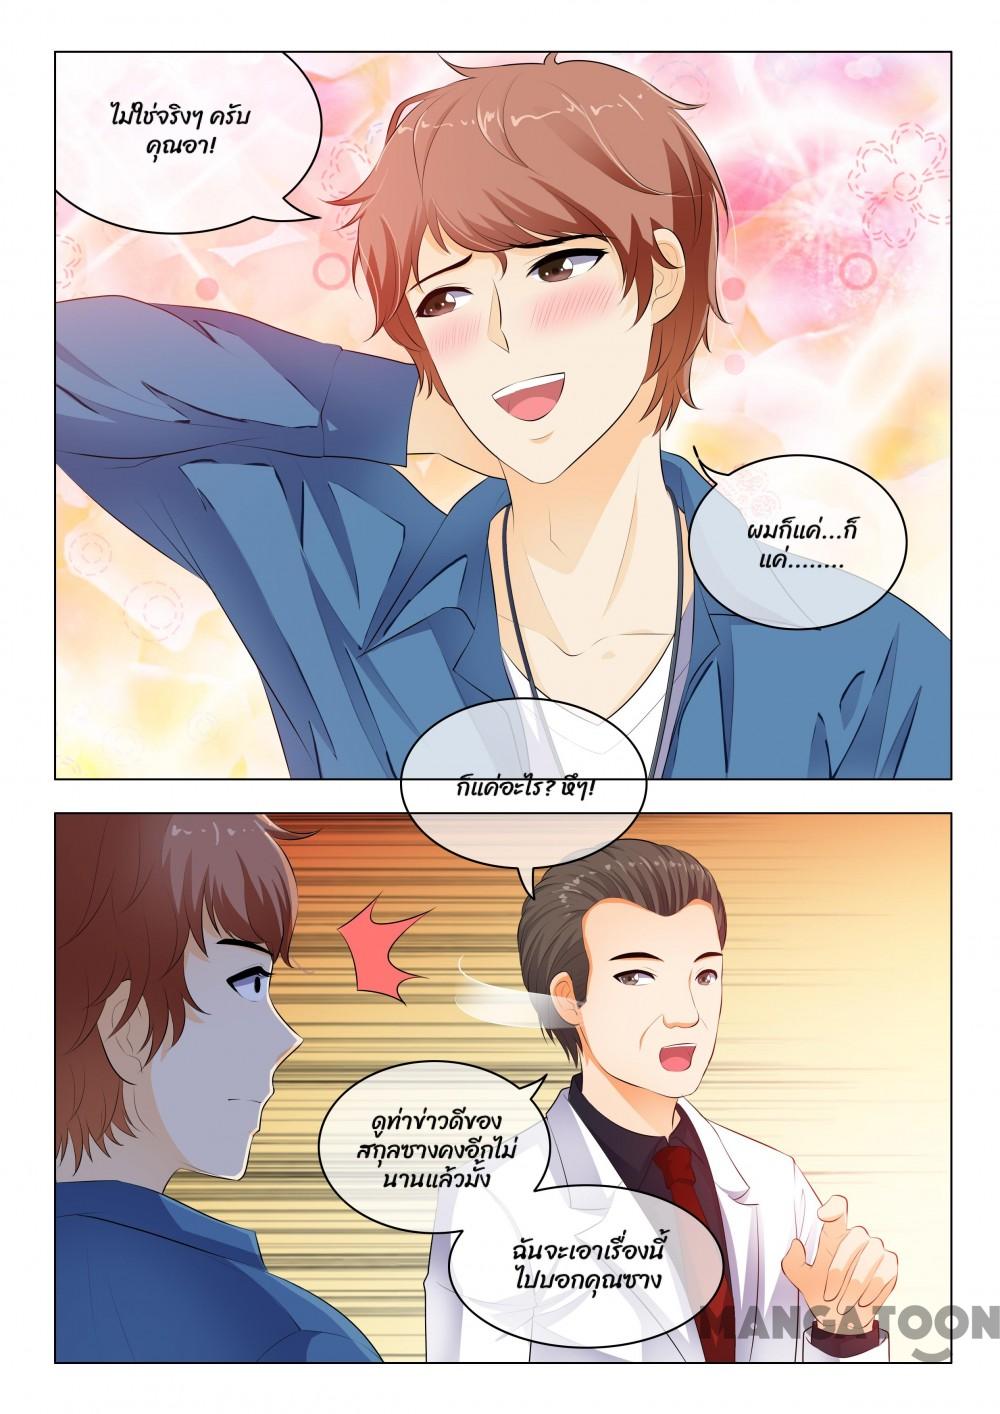 ไม่ใช่จริงๆ ครับ
คุณอา!
ผมก็แค่...ก็
แค่........
ก็แค่อะไร? หึๆ!
ดูท่าข่าวดีของ
สกุลซางคงอีกไม่
นานแล้วมั้ง
ฉันจะเอาเรื่องนี้
ไปบอกคุณซาง
MANGATOON